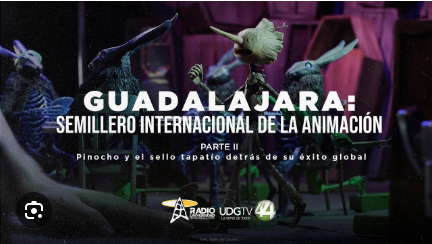 GUADALAJARA:
SEMILLERO INTERNACIONAL DE LA ANIMACIÓN
PARTE II
Pinocho y el sello tapatío detrás de su éxito global
RADIO
UDGTV 44